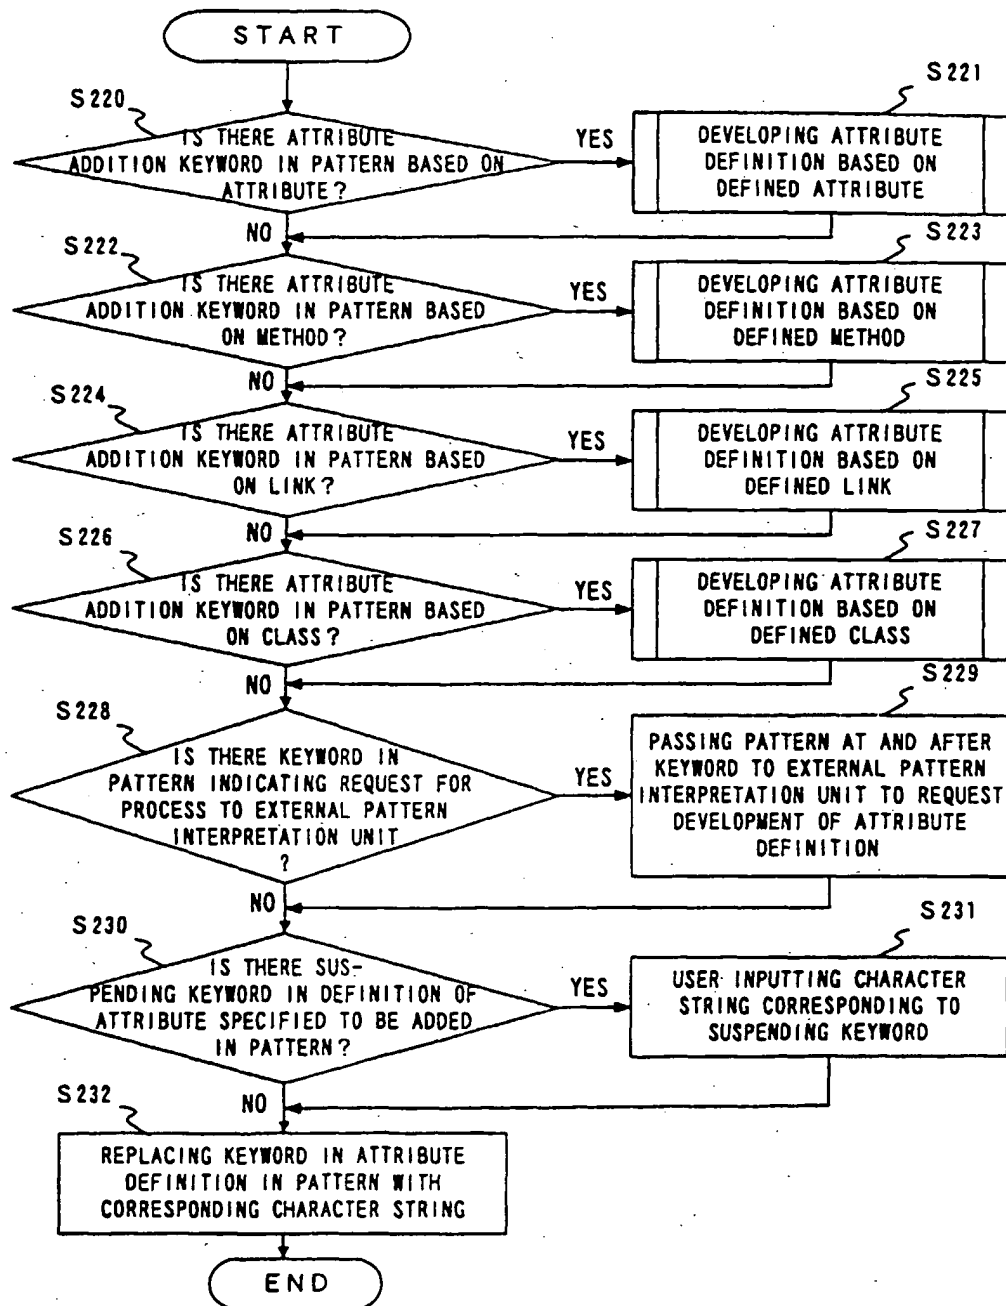 START
S220
IS THERE ATTRIBUTE
ADDITION KEYWORD IN PATTERN BASED ON
ATTRIBUTE?
YES
S221
DEVELOPING ATTRIBUTE
DEFINITION BASED ON
DEFINED ATTRIBUTE
NO
S222
IS THERE ATTRIBUTE
ADDITION KEYWORD IN PATTERN BASED
ON METHOD?
YES
S223
DEVELOPING ATTRIBUTE
DEFINITION BASED ON
DEFINED METHOD
NO
S224
IS THERE ATTRIBUTE
ADDITION KEYWORD IN PATTERN BASED
ON LINK?
YES
S225
DEVELOPING ATTRIBUTE
DEFINITION BASED ON
DEFINED LINK
NO
S226
IS THERE ATTRIBUTE
ADDITION KEYWORD IN PATTERN BASED
ON CLASS?
YES
S227
DEVELOPING ATTRIBUTE
DEFINITION BASED ON
DEFINED CLASS
NO
S228
IS THERE KEYWORD IN
PATTERN INDICATING REQUEST FOR
PROCESS TO EXTERNAL PATTERN
INTERPRETATION UNIT
?
YES
S229
PASSING PATTERN AT AND AFTER
KEYWORD TO EXTERNAL PATTERN
INTERPRETATION UNIT TO REQUEST
DEVELOPMENT OF ATTRIBUTE
DEFINITION
NO
S230
IS THERE SUS-
PENDING KEYWORD IN DEFINITION OF
ATTRIBUTE SPECIFIED TO BE ADDED
IN PATTERN?
YES
S231
USER INPUTTING CHARACTER
STRING CORRESPONDING TO
SUSPENDING KEYWORD
NO
S232
REPLACING KEYWORD IN ATTRIBUTE
DEFINITION IN PATTERN WITH
CORRESPONDING CHARACTER STRING
END